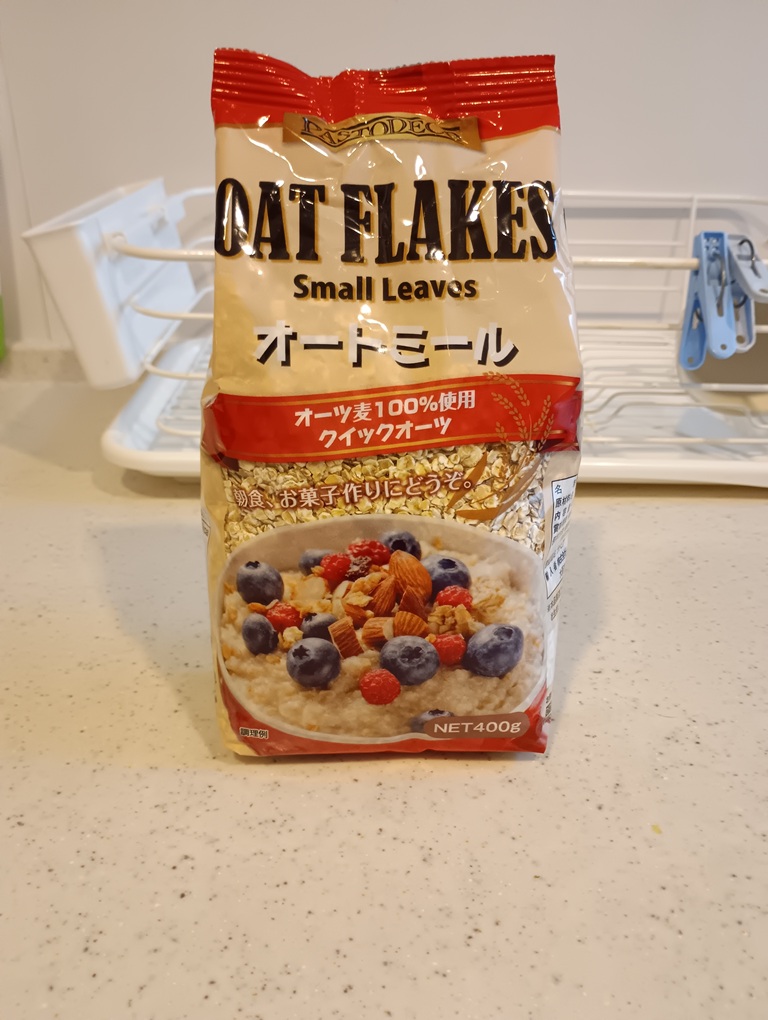 OAT FLAKES
Small Leaves
オートミール
オーツ麦100%使用
クイックオーツ
朝食、お菓子作りにどうぞ。
調理例
NET400g
名